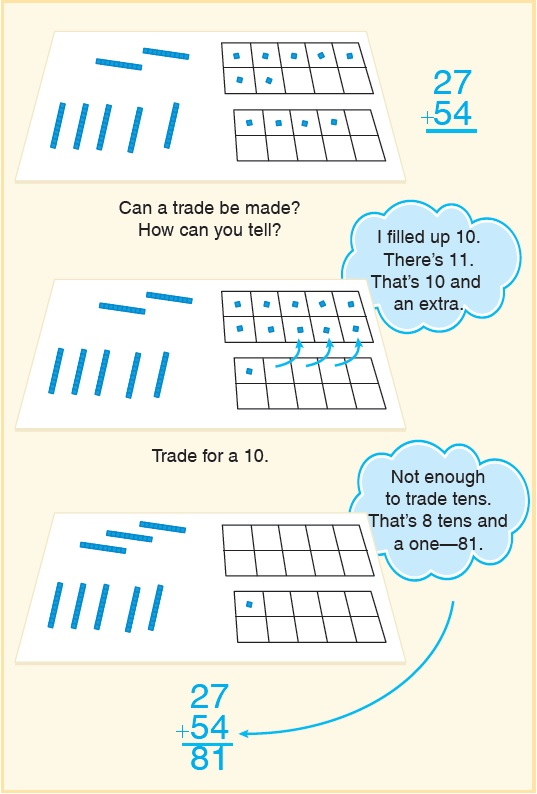 27
+54
Can a trade be made?
How can you tell?
I filled up 10.
There's 11.
That's 10 and
an extra.
Trade for a 10.
Not enough
to trade tens.
That's 8 tens and
a one—81.
27
+54
81